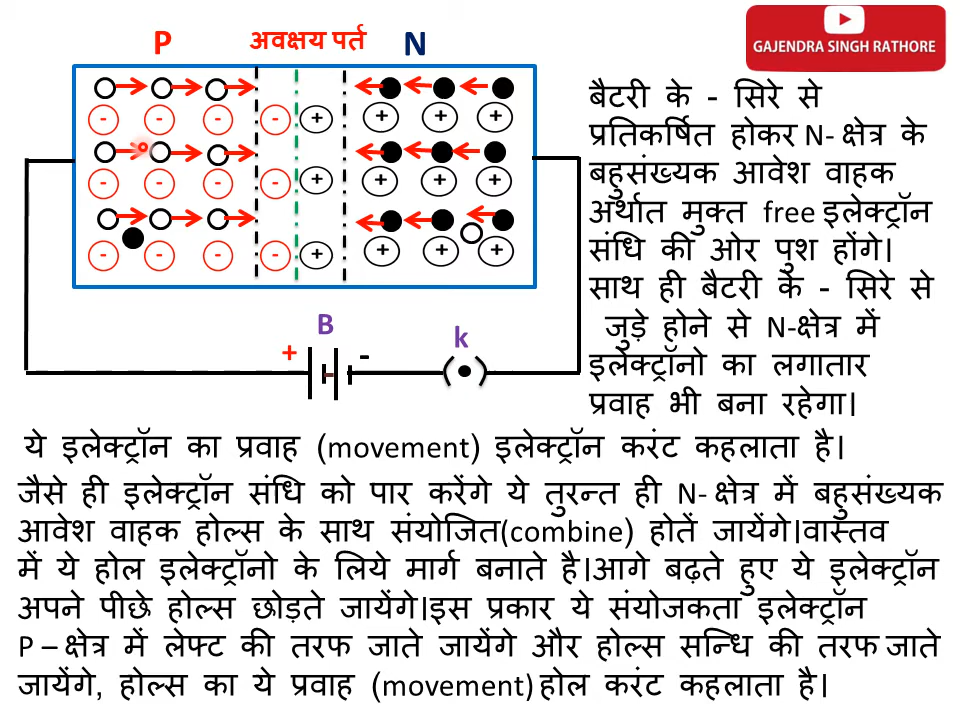 P
अवक्षय पर्त
N
GAJENDRA SINGH RATHORE
- - - - +
+ + +
- - - - +
+ + +
- - - - +
+ + +
B
k
+
-
-
बैटरी के - सिरे से
प्रतिकर्षित होकर N- क्षेत्र के
बहुसंख्यक आवेश वाहक
अर्थात मुक्त free इलेक्ट्रॉन
संधि की ओर पुश होंगे।
साथ ही बैटरी के - सिरे से
जुड़े होने से N-क्षेत्र में
इलेक्ट्रॉनो का लगातार
प्रवाह भी बना रहेगा।
ये इलेक्ट्रॉन का प्रवाह (movement) इलेक्ट्रॉन करंट कहलाता है।
जैसे ही इलेक्ट्रॉन संधि को पार करेंगे ये तुरन्त ही N- क्षेत्र में बहुसंख्यक
आवेश वाहक होल्स के साथ संयोजित(combine) होतें जायेंगे।वास्तव
में ये होल इलेक्ट्रॉनो के लिये मार्ग बनाते है।आगे बढ़ते हुए ये इलेक्ट्रॉन
अपने पीछे होल्स छोड़ते जायेंगे।इस प्रकार ये संयोजकता इलेक्ट्रॉन
P – क्षेत्र में लेफ्ट की तरफ जाते जायेंगे और होल्स सन्धि की तरफ जाते
जायेंगे, होल्स का ये प्रवाह (movement) होल करंट कहलाता है।